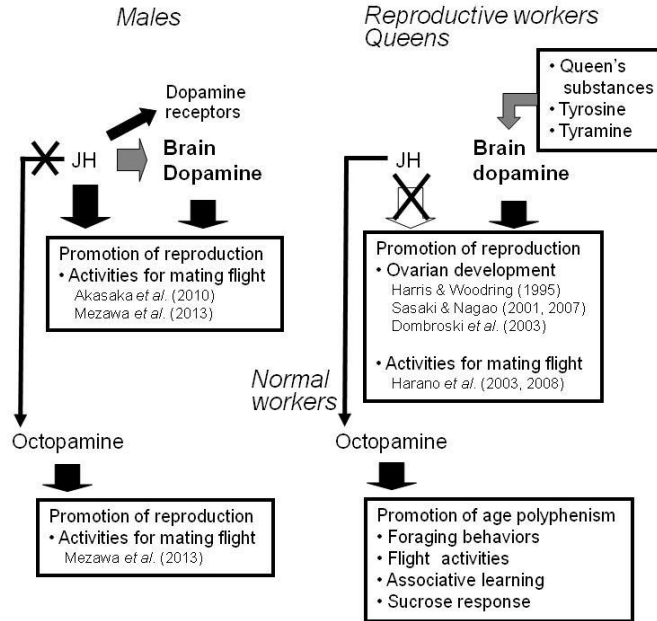 Males
Dopamine
receptors
JH
Brain
Dopamine
Promotion of reproduction
• Activities for mating flight
Akasaka et al. (2010)
Mezawa et al. (2013)
Octopamine
Promotion of reproduction
• Activities for mating flight
Mezawa et al. (2013)
Reproductive workers
Queens
• Queen's
substances
• Tyrosine
• Tyramine
JH
Brain
dopamine
Promotion of reproduction
• Ovarian development
Harris & Woodring (1995)
Sasaki & Nagao (2001, 2007)
Dombroski et al. (2003)
• Activities for mating flight
Harano et al. (2003, 2008)
Normal
workers
Octopamine
Promotion of age polyphenism
• Foraging behaviors
• Flight activities
• Associative learning
• Sucrose response